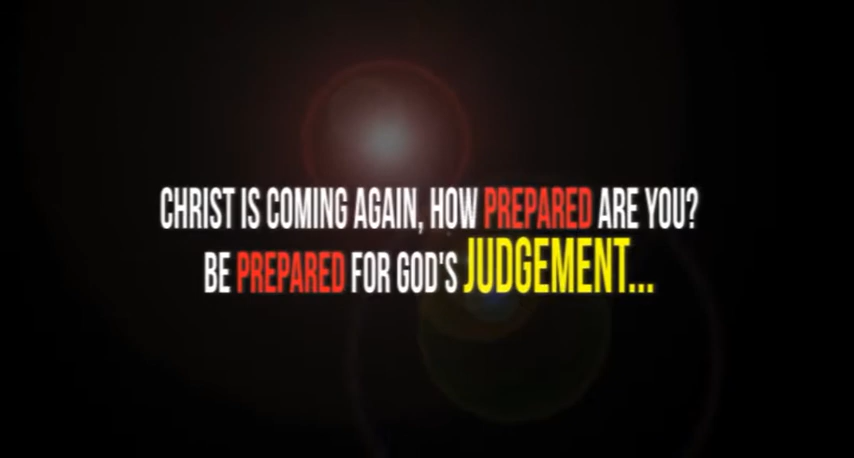 CHRIST IS COMING AGAIN, HOW PREPARED ARE YOU?
BE PREPARED FOR GOD'S JUDGEMENT...